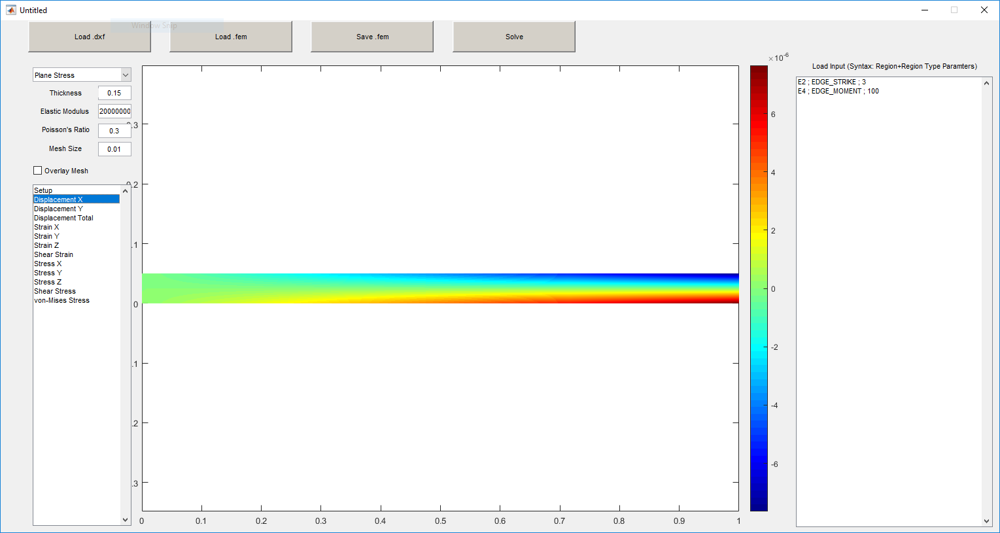 Untitled
Window Snip
Load .dxf
Load .fem
Save .fem
Solve
Plane Stress
Thickness
0.15
Elastic Modulus
20000000
Poisson's Ratio
0.3
Mesh Size
0.01
Overlay Mesh
Setup
Displacement X
Displacement Y
Displacement Total
Strain X
Strain Y
Strain Z
Shear Strain
Stress X
Stress Y
Stress Z
Shear Stress
von-Mises Stress
0.3
0.2
.1
0
.1
.2
.3
0
0.1
0.2
0.3
0.4
0.5
0.6
0.7
0.8
0.9
1
×10-6
6
4
2
0
-2
-4
-6
Load Input (Syntax: Region+Region Type Paramters)
E2 ; EDGE_STRIKE ; 3
E4 ; EDGE_MOMENT ; 100